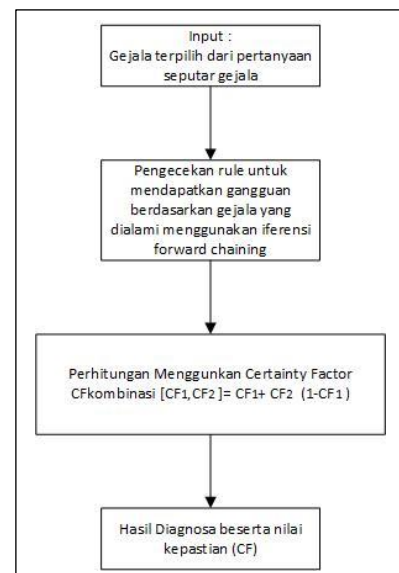 Input :
Gejala terpilih dari pertanyaan
seputar gejala
Pengecekan rule untuk
mendapatkan gangguan
berdasarkan gejala yang
dialami menggunakan iferensi
forward chaining
Perhitungan Menggunkan Certainty Factor
CFkombinasi [CF1,CF2 ]= CF1+ CF2 (1-CF1 )
Hasil Diagnosa beserta nilai
kepastian (CF)